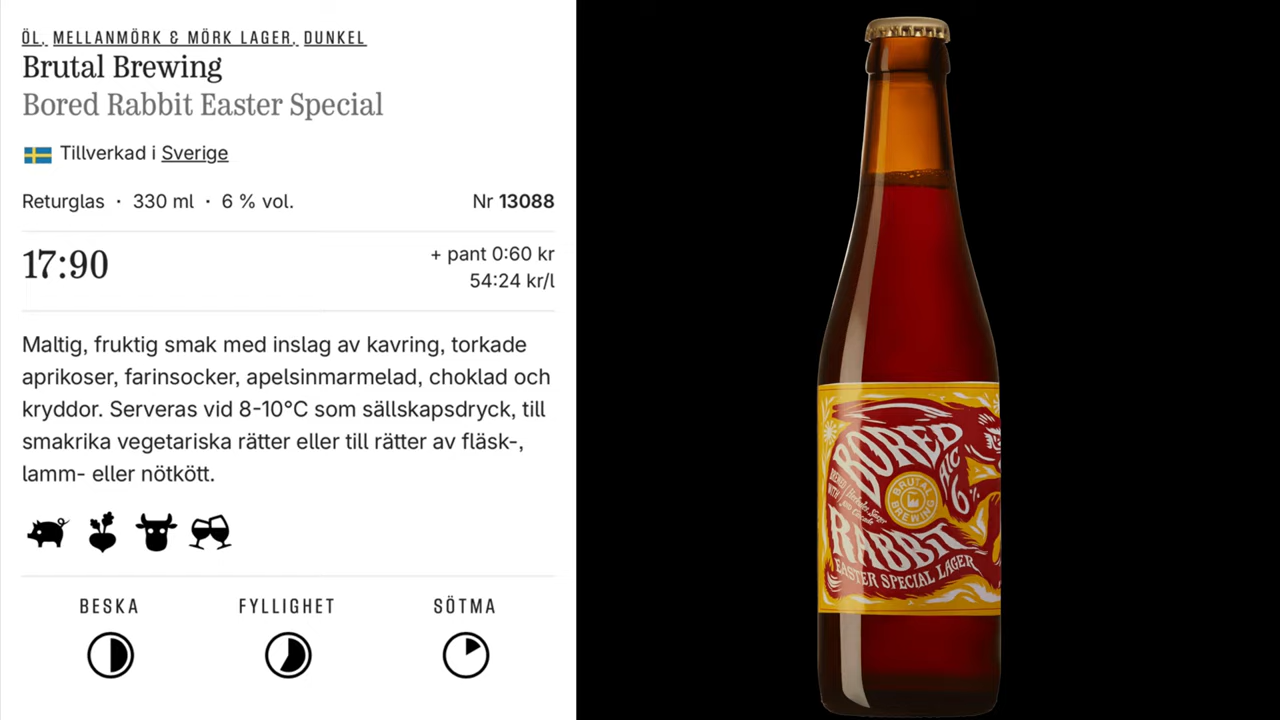 ÖL, MELLANMÖRK & MÖRK LAGER, DUNKEL
Brutal Brewing
Bored Rabbit Easter Special
Tillverkad i Sverige
Returglas · 330 ml · 6 % vol.
Nr 13088
17:90
+ pant 0:60 kr
54:24 kr/l
Maltig, fruktig smak med inslag av kavring, torkade
aprikoser, farinsocker, apelsinmarmelad, choklad och
kryddor. Serveras vid 8-10°C som sällskapsdryck, till
smakrika vegetariska rätter eller till rätter av fläsk-,
lamm- eller nötkött.
BESKA
FYLLIGHET
SÖTMA
BORED
ALC
6%
BREWED
WITH
BRUTAL
BREWING
RABBIT
EASTER SPECIAL LAGER